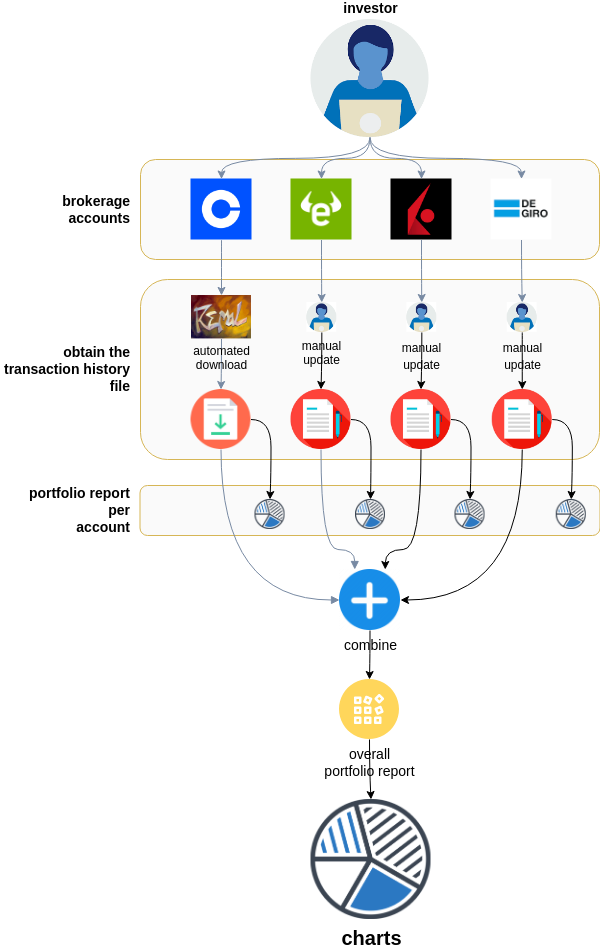 investor
brokerage
accounts
e
DE
GIRO
obtain the
transaction history
file
automated
download
manual
update
manual
update
manual
update
portfolio report
per
account
combine
overall
portfolio report
charts